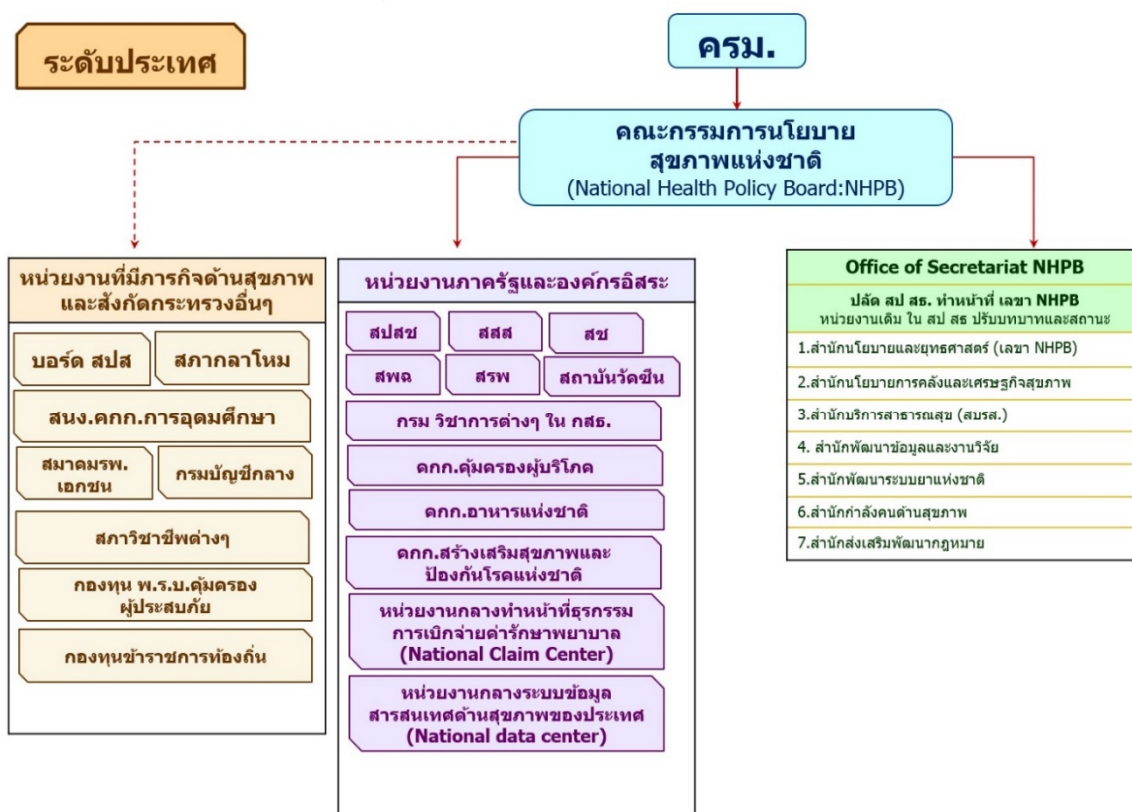 ระดับประเทศ
ครม.
คณะกรรมการนโยบาย
สุขภาพแห่งชาติ
(National Health Policy Board:NHPB)
หน่วยงานที่มีภารกิจด้านสุขภาพ
และสังกัดกระทรวงอื่นๆ
บอร์ด สปส
สภากลาโหม
สนง.คกก.การอุดมศึกษา
สมาคมรพ.
เอกชน
กรมบัญชีกลาง
สภาวิชาชีพต่างๆ
กองทุน พ.ร.บ.คุ้มครอง
ผู้ประสบภัย
กองทุนข้าราชการท้องถิ่น
หน่วยงานภาครัฐและองค์กรอิสระ
สปสช
สสส
สช
สพฉ
สรพ
สถาบันวัคซีน
กรม วิชาการต่างๆ ใน กสธ.
คกก.คุ้มครองผู้บริโภค
คกก.อาหารแห่งชาติ
คกก.สร้างเสริมสุขภาพและ
ป้องกันโรคแห่งชาติ
หน่วยงานกลางทำหน้าที่ธุรกรรม
การเบิกจ่ายค่ารักษาพยาบาล
(National Claim Center)
หน่วยงานกลางระบบข้อมูล
สารสนเทศด้านสุขภาพของประเทศ
(National data center)
Office of Secretariat NHPB
ปลัด สป สธ. ทำหน้าที่ เลขา NHPB
หน่วยงานเดิม ใน สป สธ ปรับบทบาทและสถานะ
1.สำนักนโยบายและยุทธศาสตร์ (เลขา NHPB)
2.สำนักนโยบายการคลังและเศรษฐกิจสุขภาพ
3.สำนักบริการสาธารณสุข (สบรส.)
4. สำนักพัฒนาข้อมูลและงานวิจัย
5.สำนักพัฒนาระบบยาแห่งชาติ
6.สำนักกำลังคนด้านสุขภาพ
7.สำนักส่งเสริมพัฒนากฎหมาย